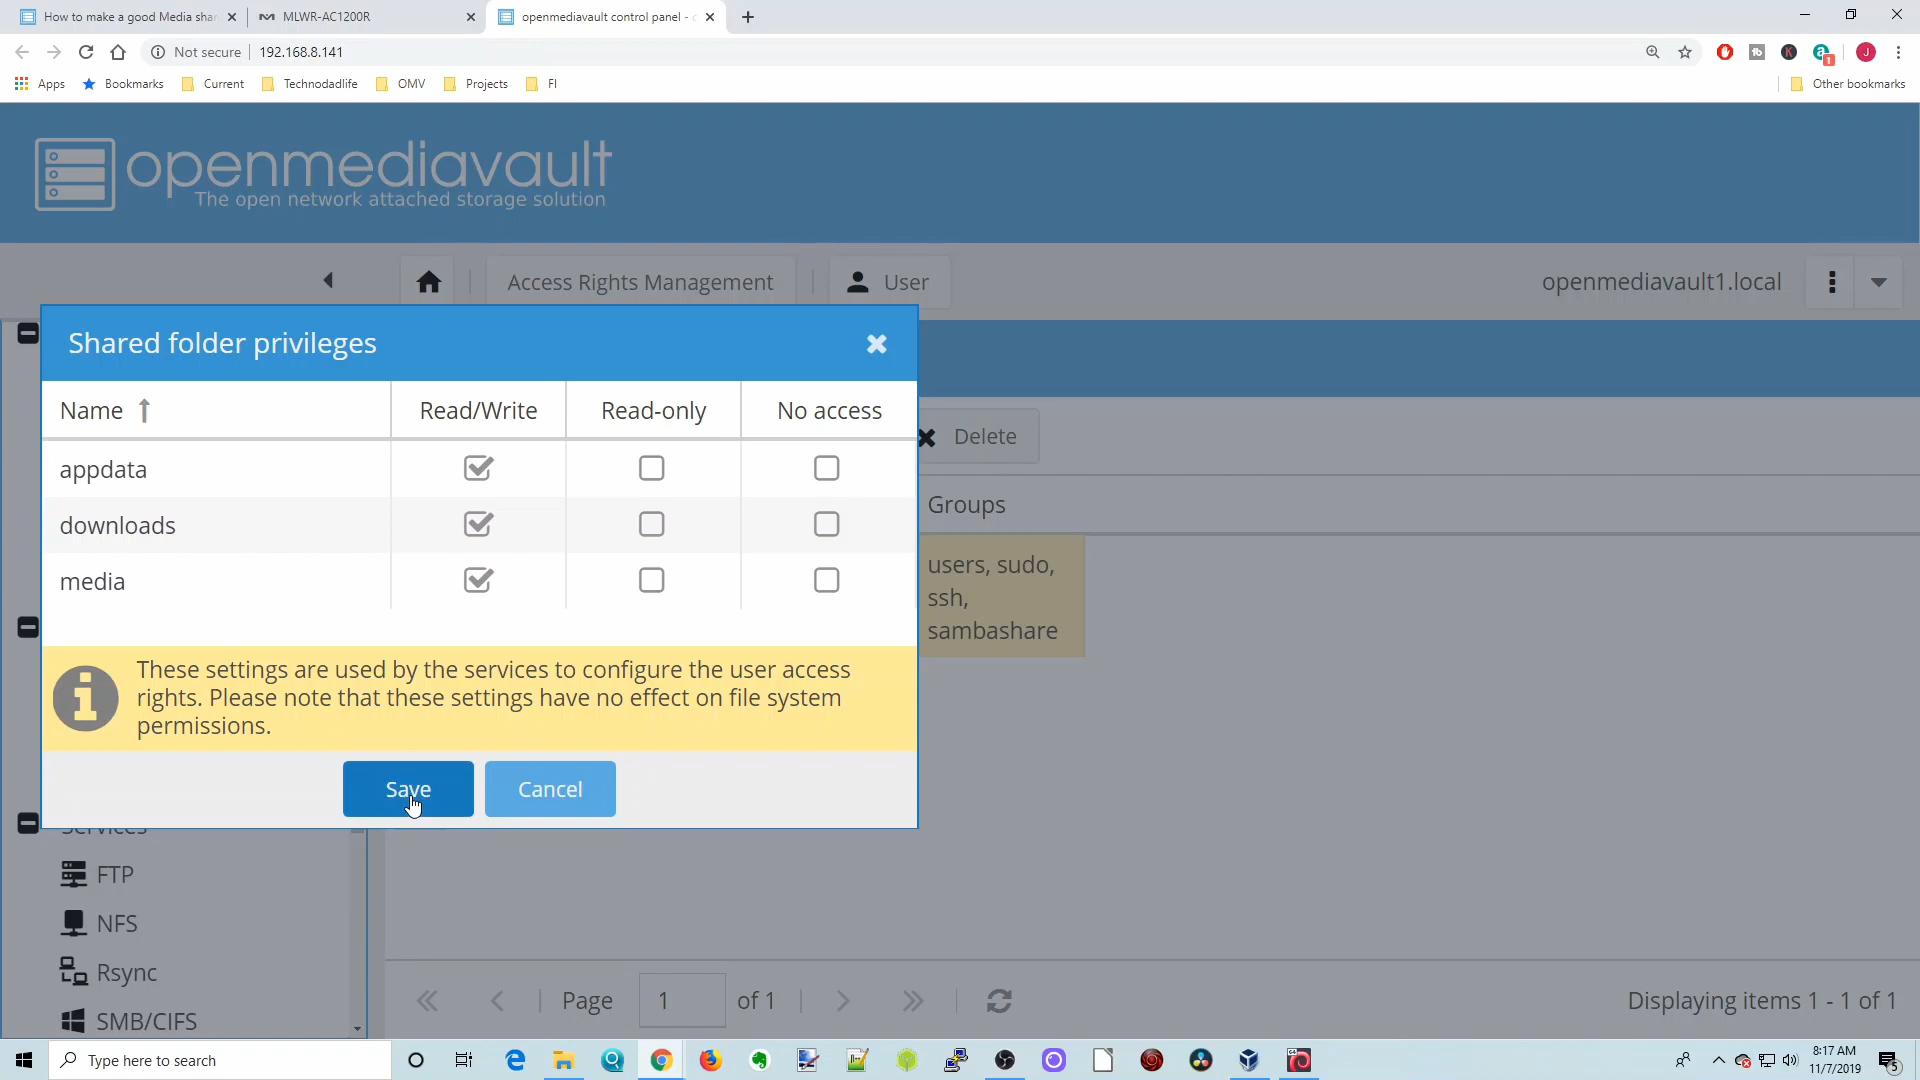 How to make a good Media shar
MLWR-AC1200R
openmediavault control panel - o
Not secure
192.168.8.141
Apps
Bookmarks
Current
Technodadlife
OMV
Projects
FI
Other bookmarks
openmediavault
The open network attached storage solution
Access Rights Management
User
openmediavault1.local
Shared folder privileges
Name
Read/Write
Read-only
No access
Delete
appdata
Groups
downloads
users, sudo,
ssh,
sambashare
media
These settings are used by the services to configure the user access
rights. Please note that these settings have no effect on file system
permissions.
Save
Cancel
Services
FTP
NFS
Rsync
SMB/CIFS
Page
1
of 1
Displaying items 1 - 1 of 1
Type here to search
8:17 AM
11/7/2019
5